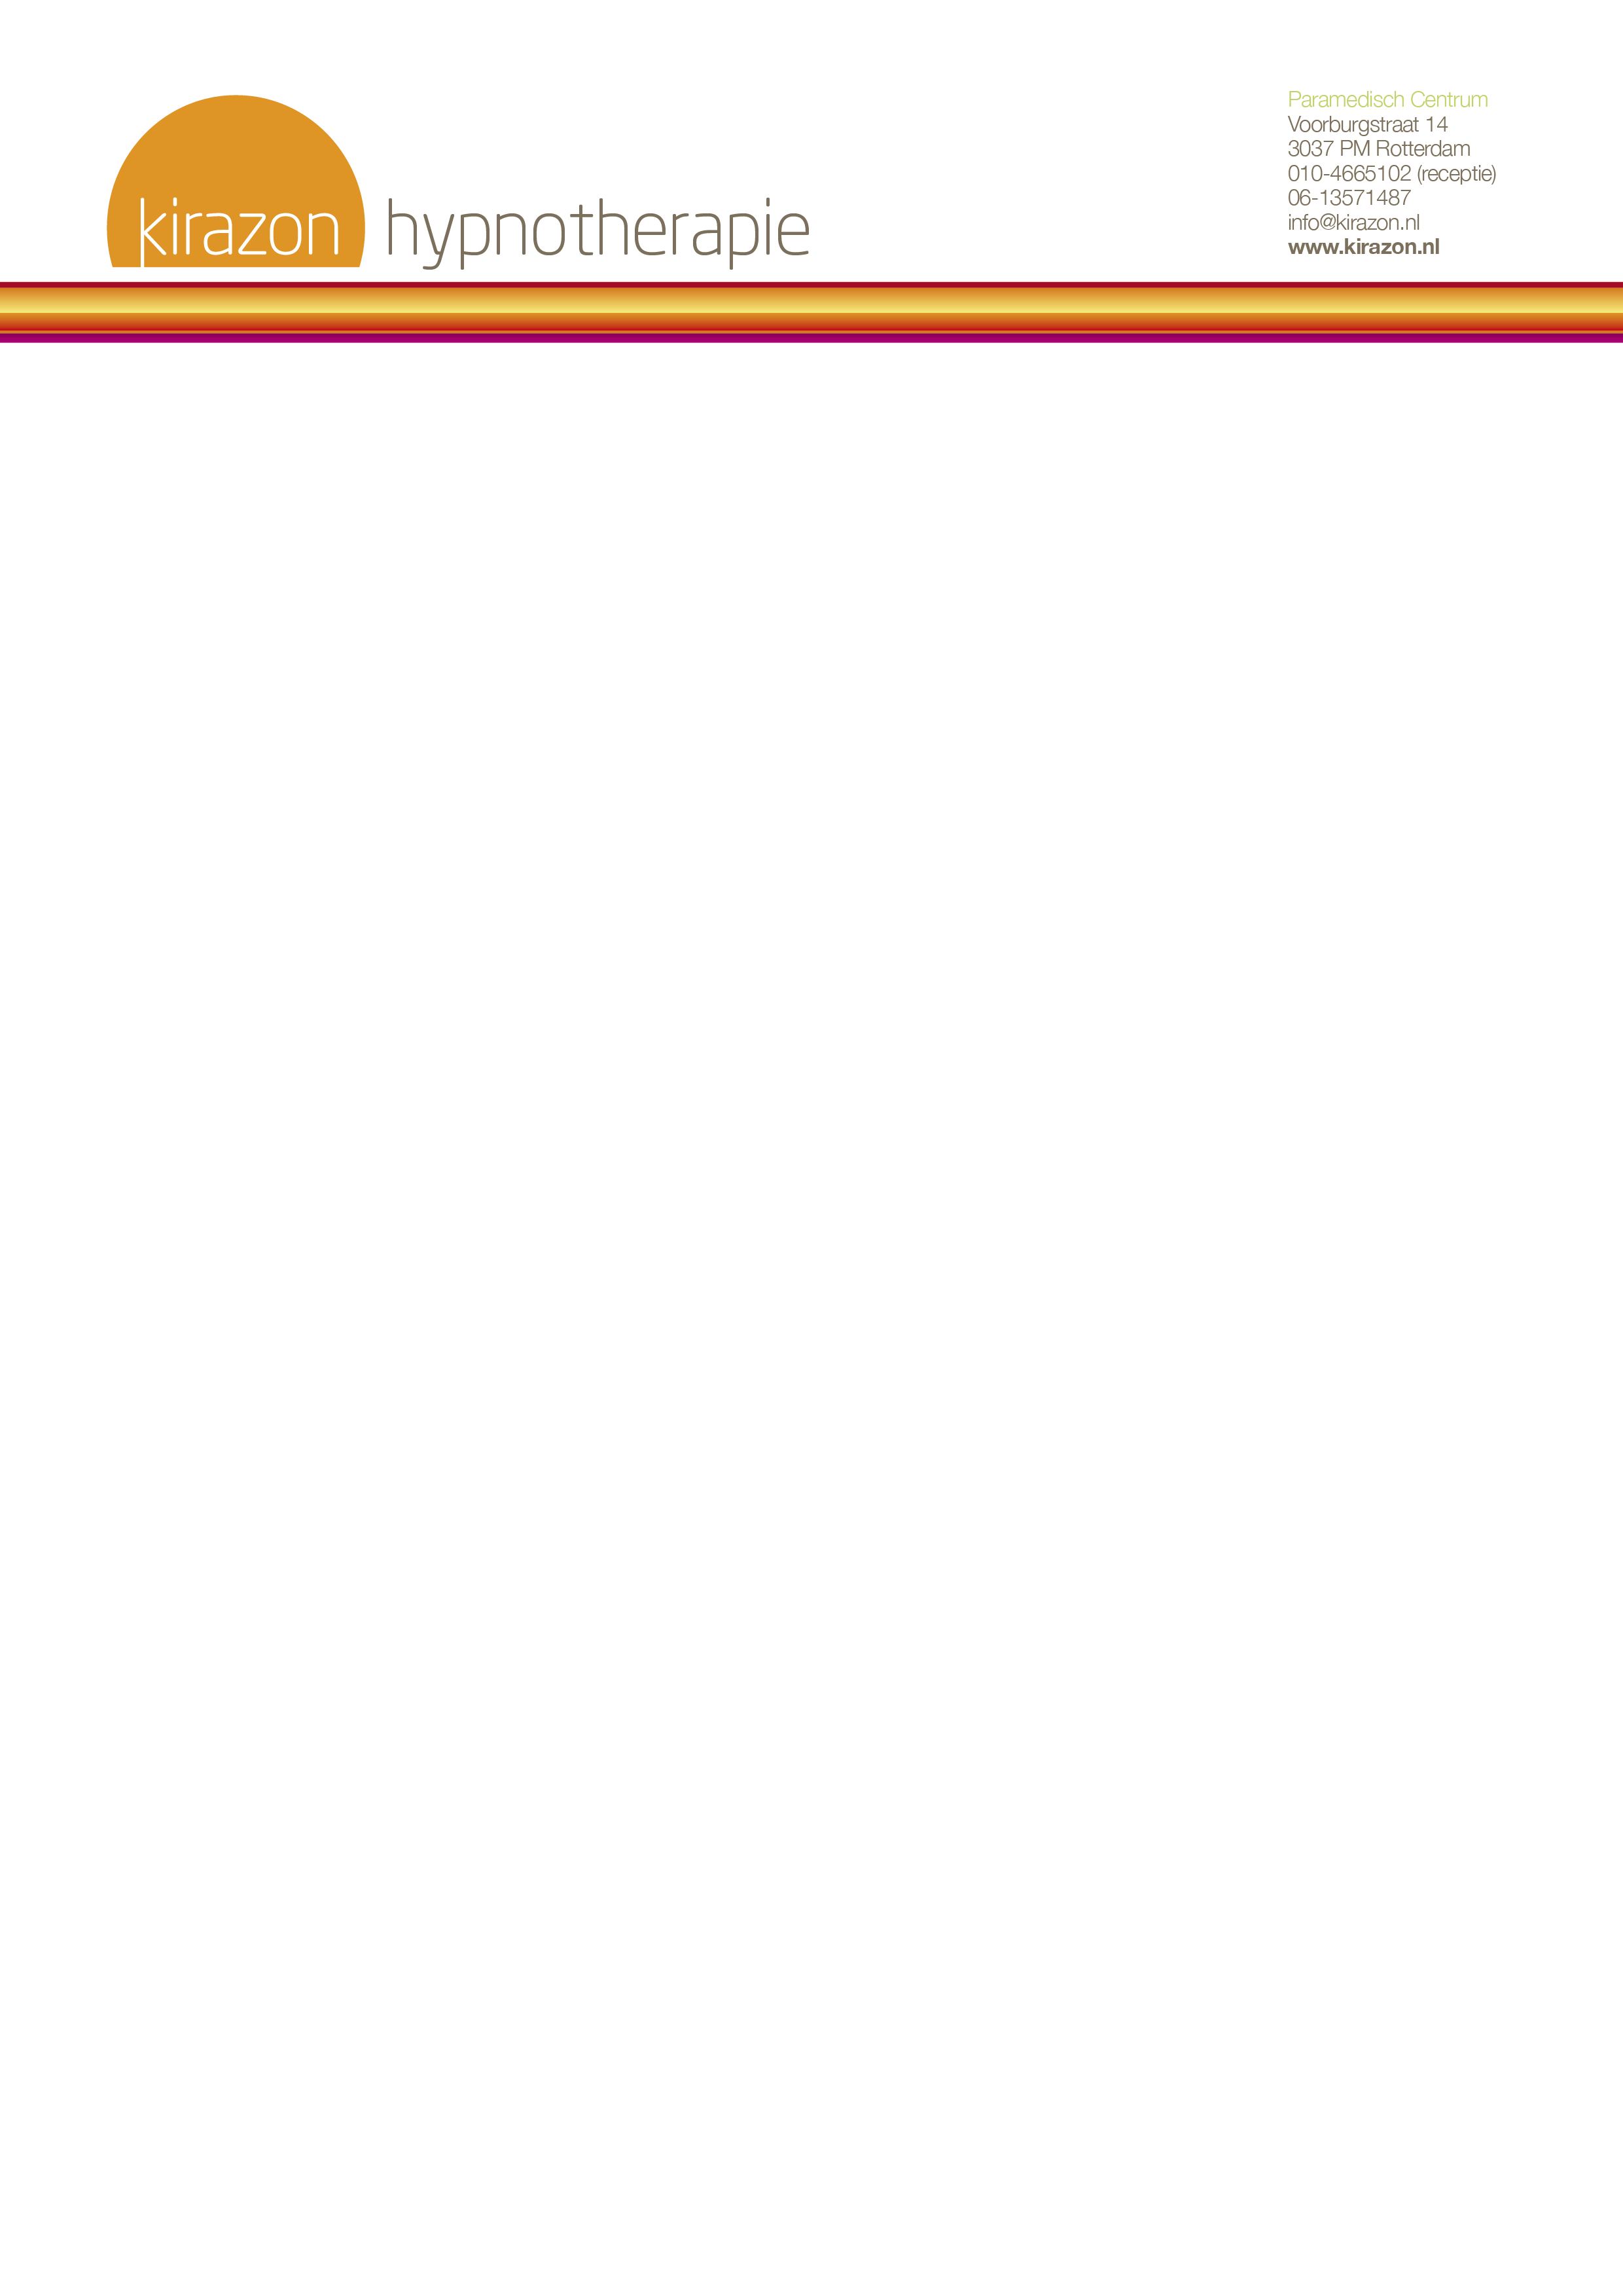 kirazon hypnotherapie
Paramedisch Centrum
Voorburgstraat 14
3037 PM Rotterdam
010-4665102 (receptie)
06-13571487
info@kirazon.nl
www.kirazon.nl